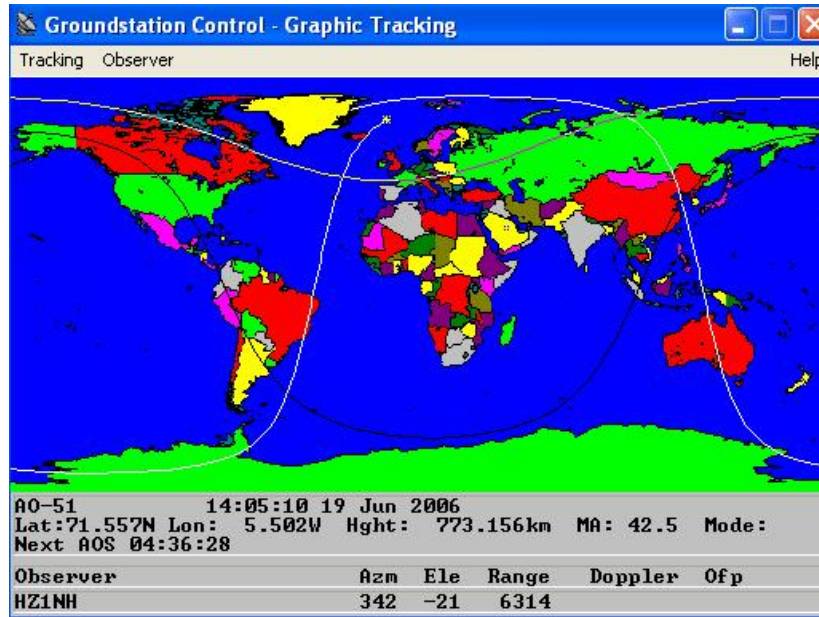 Groundstation Control - Graphic Tracking
Tracking Observer Help
AO-51 14:05:10 19 Jun 2006
Lat:71.557N Lon: 5.502W Hght: 773.156km MA: 42.5 Mode:
Next AOS 04:36:28
Observer Azm Ele Range Doppler Ofp
HZ1NH 342 -21 6314